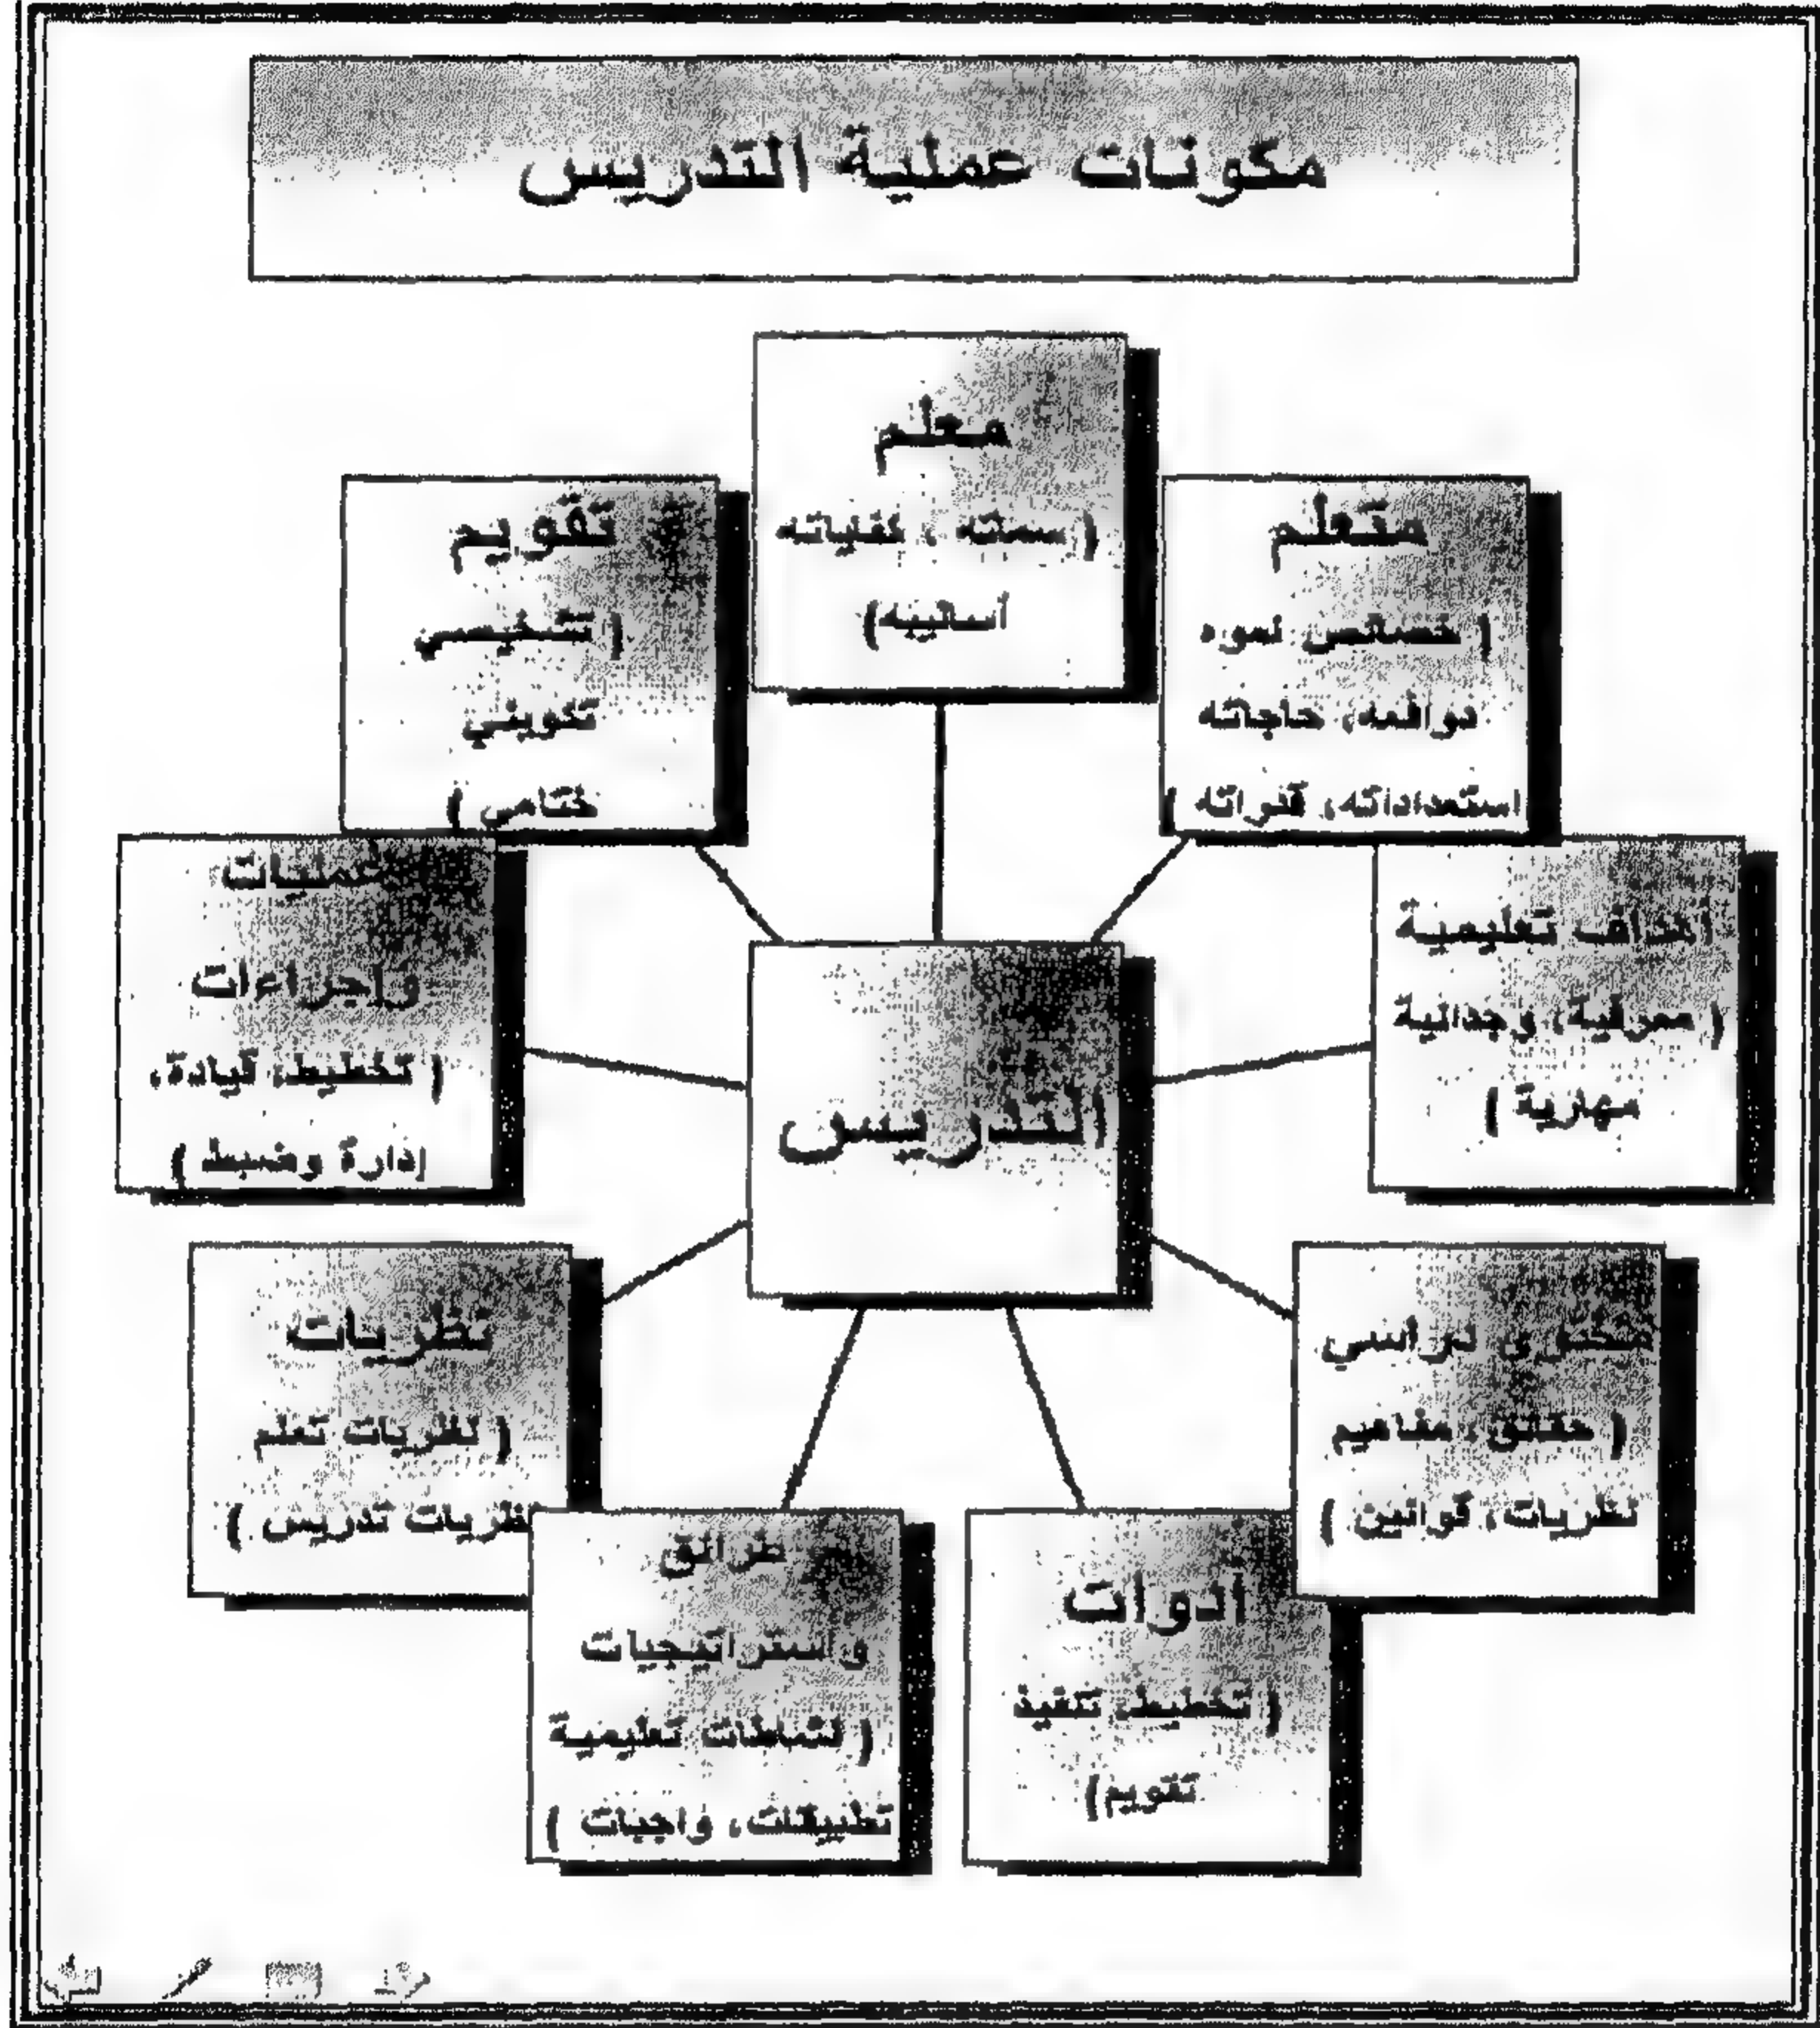 مكونات عملية التدريس
معلم
( سماته ، كفاياته
أساليبه)
متعلم
( خصائص نموه
دوافعه، حاجاته
استعداداته، قدراته )
أهداف تعليمية
( معرفية، وجدانية
مهارية )
محتوى دراسي
( حقائق، مفاهيم
نظريات، قوانين )
أدوات
( تخطيط، تنفيذ
تقويم)
طرائق
واستراتيجيات
( نشاطات تعليمية
تطبيقات، واجبات )
نظريات
( نظريات تعلم
نظريات تدريس )
عمليات
وإجراءات
( تخطيط، قيادة،
إدارة وضبط )
تقويم
( تشخيصي
تكويني
ختامي )
التدريس